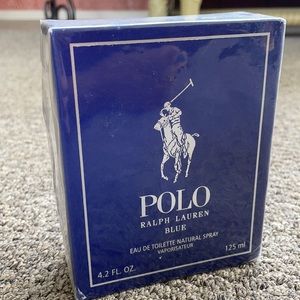 POLO
RALPH LAUREN
BLUE
EAU DE TOILETTE NATURAL SPRAY
VAPORISATEUR
4.2 FL. OZ. 125 ml